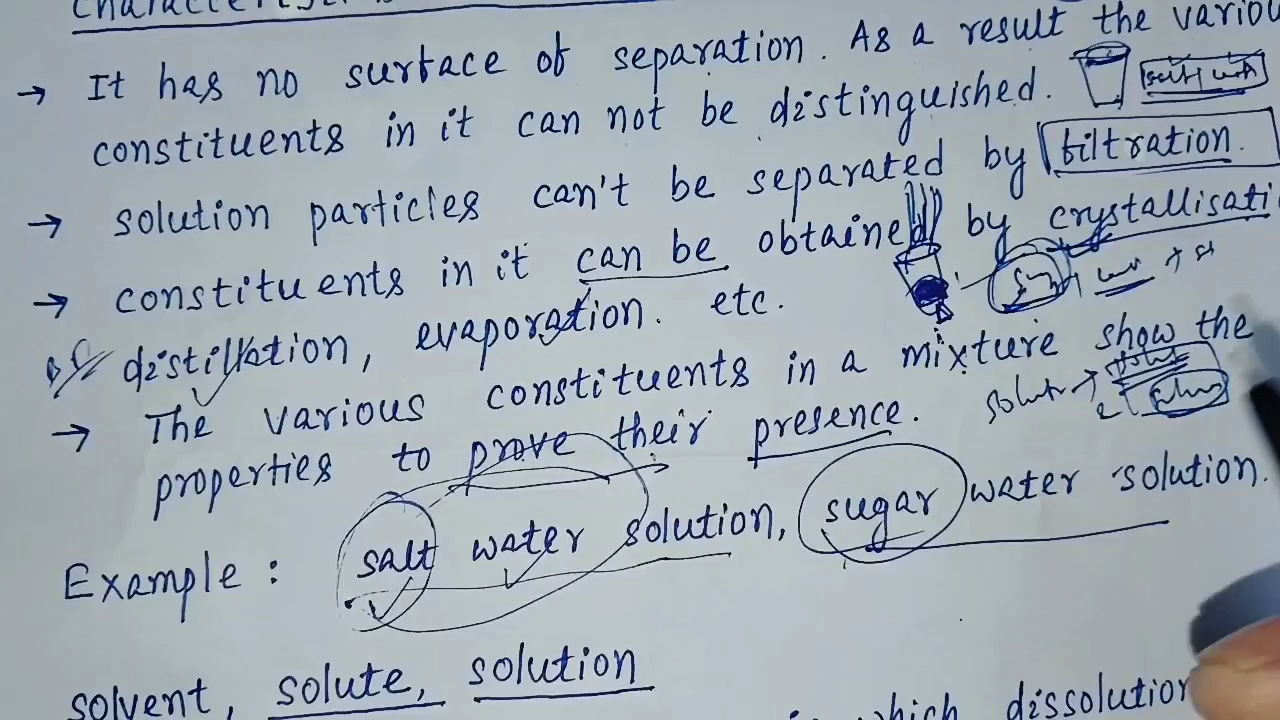 Characteris
→ It has no surface of separation. As a result the variou
constituents in it can not be distinguished.
→ solution particles can't be separated by filtration.
→ constituents in it can be obtained by crystallisati
distillation, evaporation. etc.
→ The various constituents in a mixture show the
properties to prove their presence.
Example : salt water solution, sugar water solution.
solvent, solute, solution
which dissolution